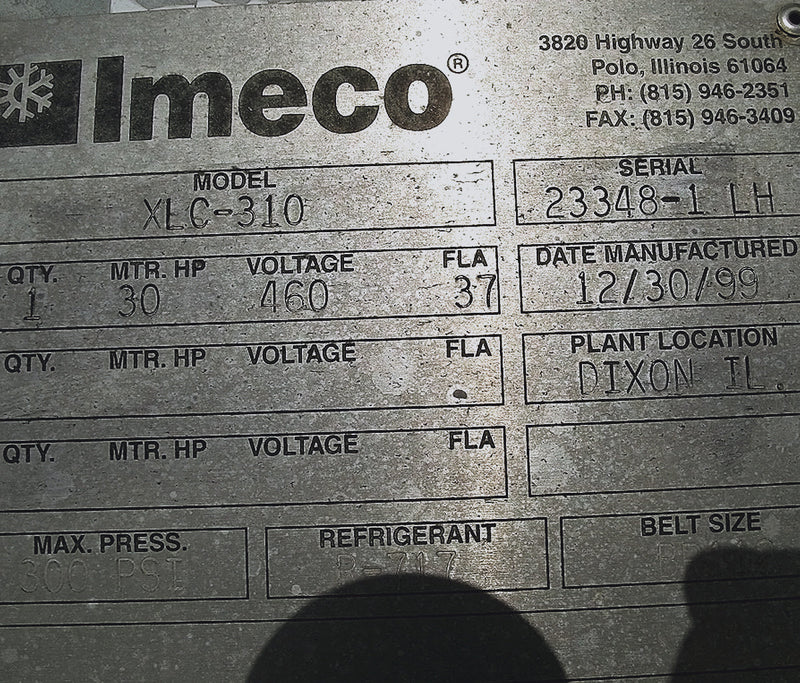 Imeco®
3820 Highway 26 South
Polo, Illinois 61064
PH: (815) 946-2351
FAX: (815) 946-3409
MODEL
XLC-310
SERIAL
23348-1 LH
QTY. MTR. HP VOLTAGE FLA
1 30 460 37
DATE MANUFACTURED
12/30/99
QTY. MTR. HP VOLTAGE FLA
PLANT LOCATION
DIXON IL.
QTY. MTR. HP VOLTAGE FLA
MAX. PRESS.
300 PSI
REFRIGERANT
R-717
BELT SIZE